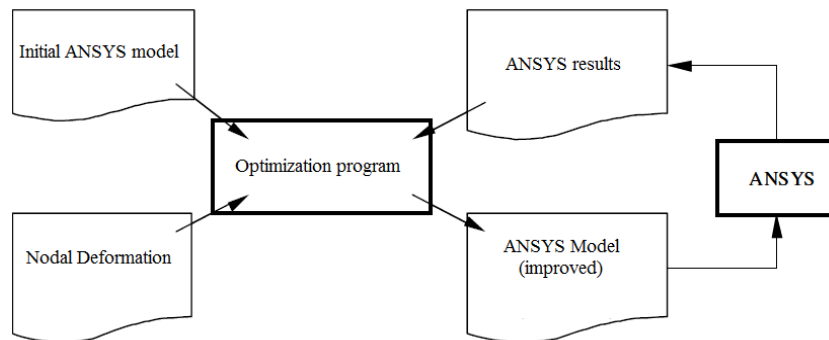 Initial ANSYS model
ANSYS results
Optimization program
ANSYS
Nodal Deformation
ANSYS Model
(improved)